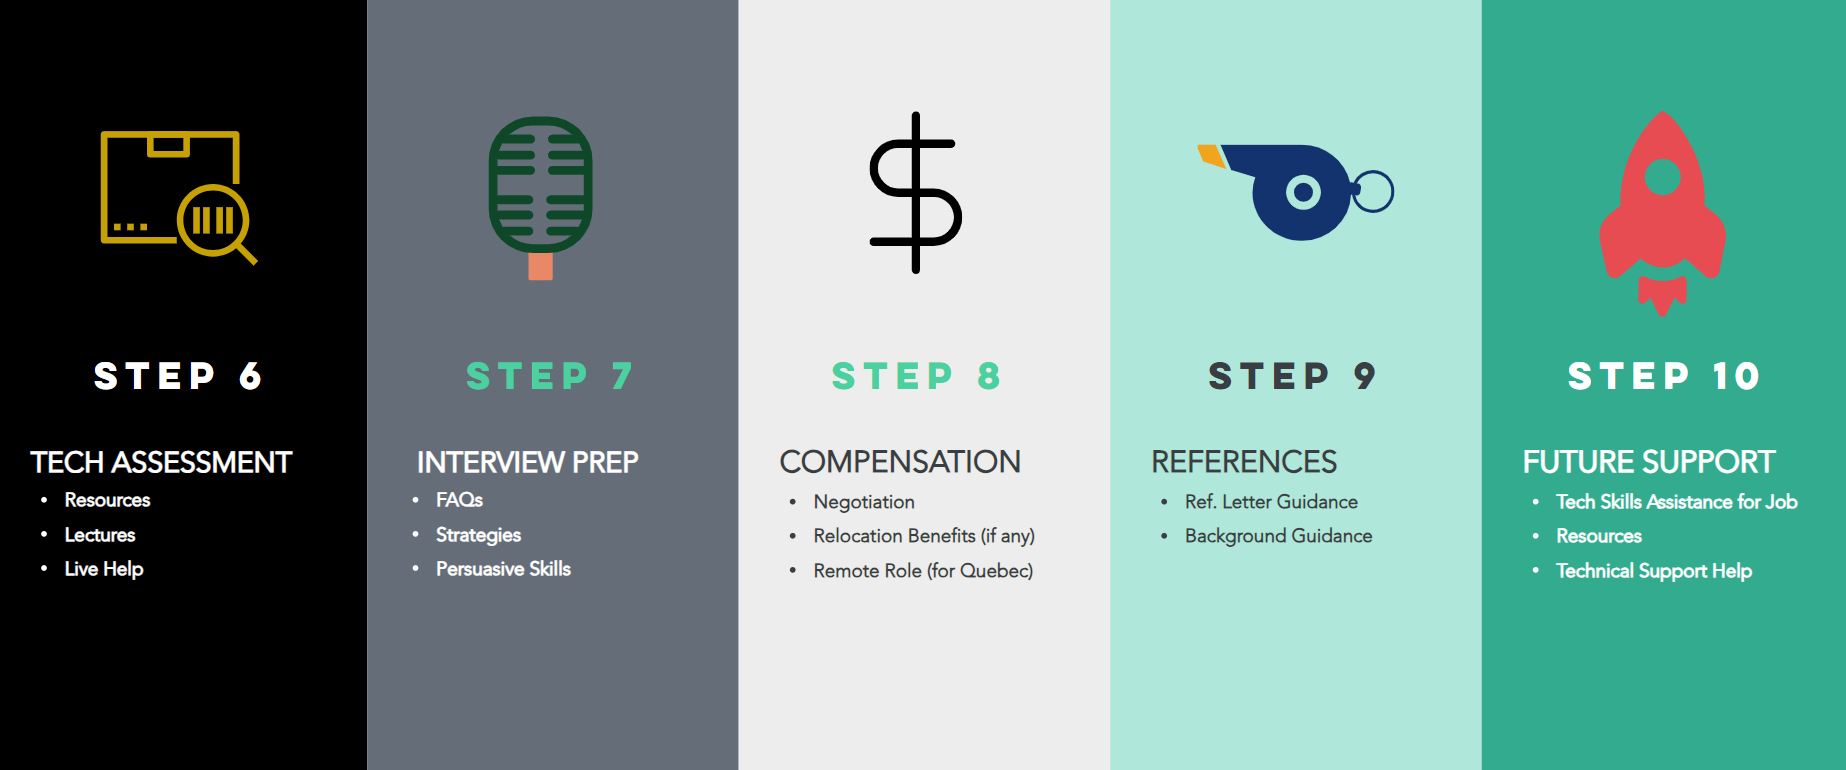 STEP 6
TECH ASSESSMENT
• Resources
• Lectures
• Live Help
STEP 7
INTERVIEW PREP
• FAQs
• Strategies
• Persuasive Skills
STEP 8
COMPENSATION
• Negotiation
• Relocation Benefits (if any)
• Remote Role (for Quebec)
STEP 9
REFERENCES
• Ref. Letter Guidance
• Background Guidance
STEP 10
FUTURE SUPPORT
• Tech Skills Assistance for Job
• Resources
• Technical Support Help